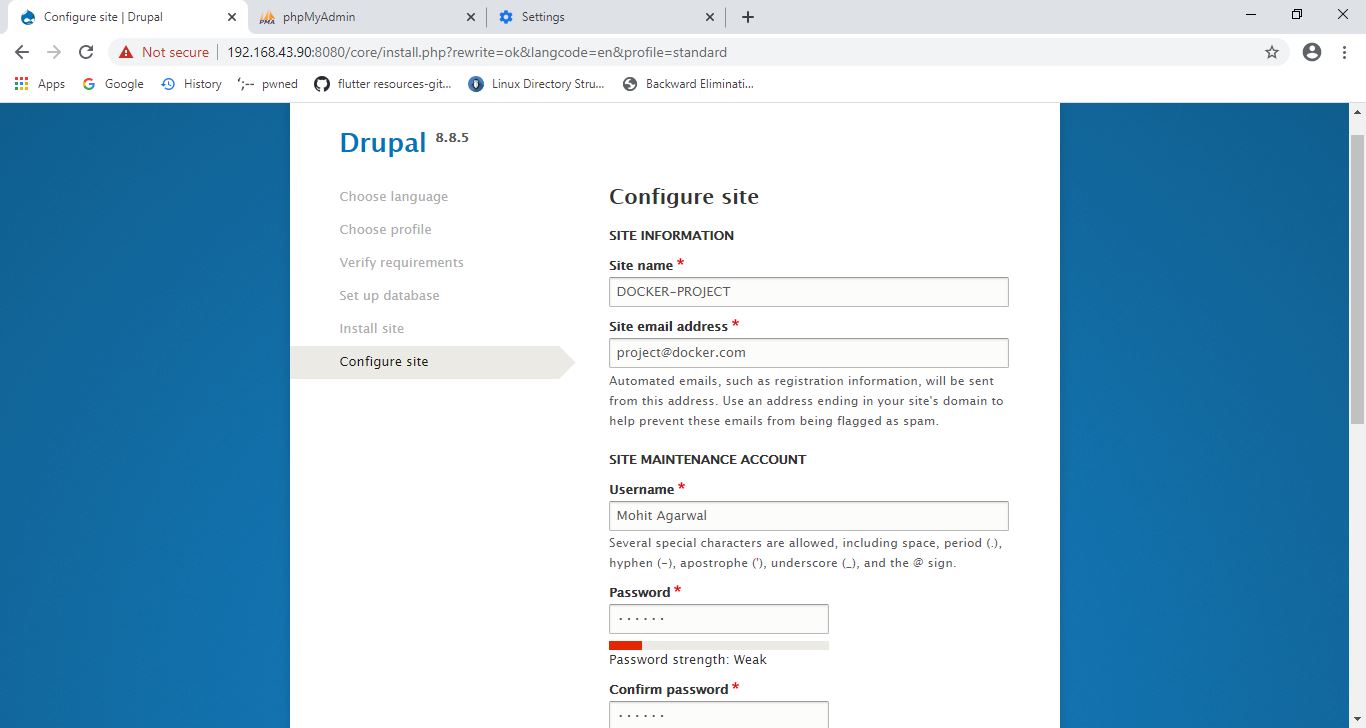 Configure site | Drupal
phpMyAdmin
Settings
Not secure 192.168.43.90:8080/core/install.php?rewrite=ok&langcode=en&profile=standard
Apps Google History pwned flutter resources-git... Linux Directory Stru... Backward Eliminati...
Drupal 8.8.5
Choose language
Choose profile
Verify requirements
Set up database
Install site
Configure site
Configure site
SITE INFORMATION
Site name *
DOCKER-PROJECT
Site email address *
project@docker.com
Automated emails, such as registration information, will be sent
from this address. Use an address ending in your site's domain to
help prevent these emails from being flagged as spam.
SITE MAINTENANCE ACCOUNT
Username *
Mohit Agarwal
Several special characters are allowed, including space, period (.),
hyphen (-), apostrophe ('), underscore (_), and the @ sign.
Password *
······
Password strength: Weak
Confirm password *
······